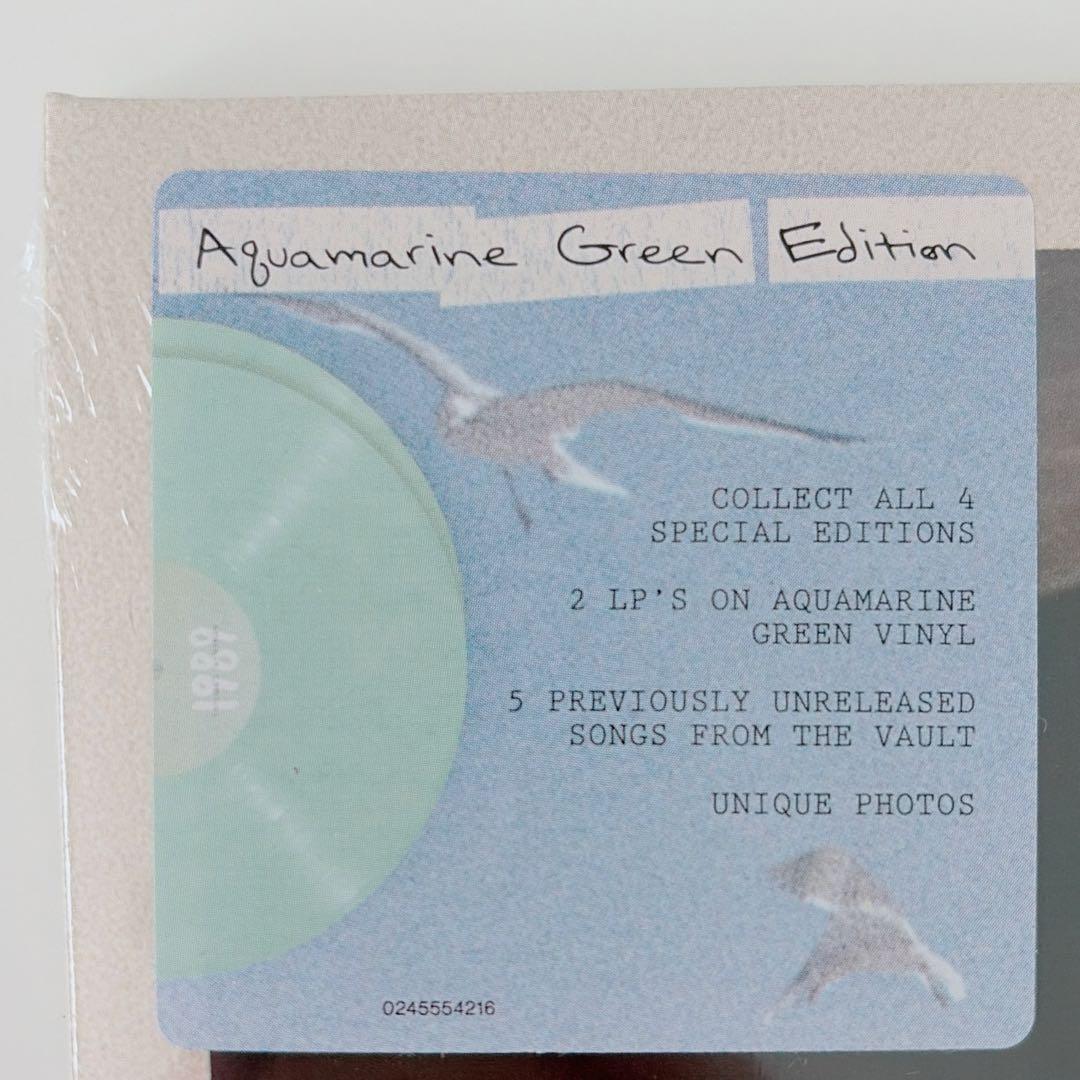 Aquamarine Green Edition
COLLECT ALL 4
SPECIAL EDITIONS
2 LP'S ON AQUAMARINE
GREEN VINYL
5 PREVIOUSLY UNRELEASED
SONGS FROM THE VAULT
UNIQUE PHOTOS
1989
0245554216